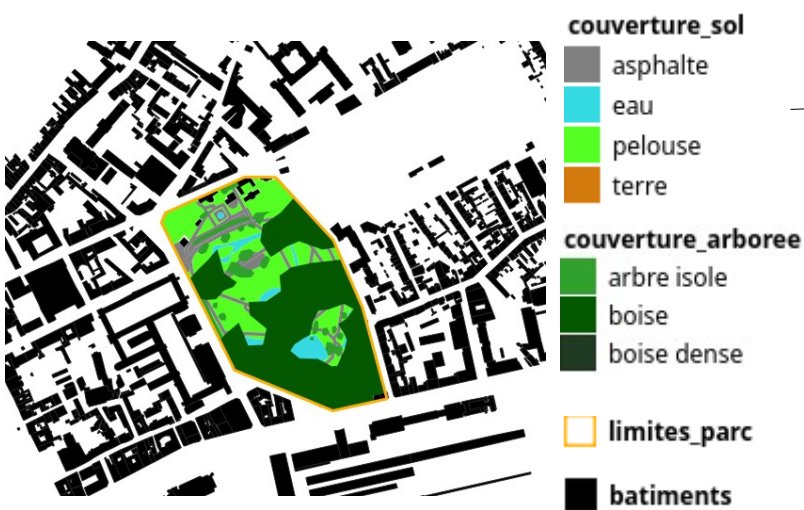 couverture_sol
asphalte
eau
pelouse
terre
couverture_arboree
arbre isole
boise
boise dense
limites_parc
batiments